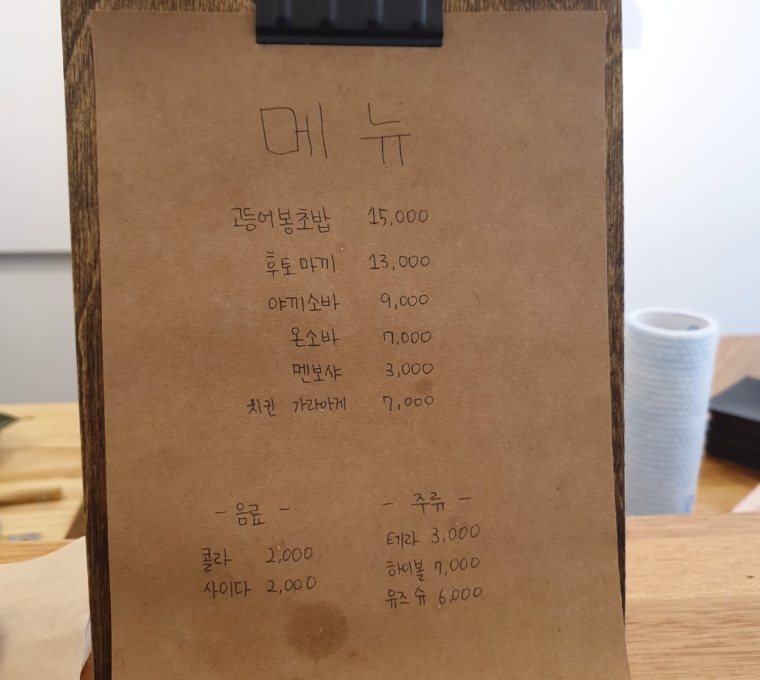 메뉴
고등어봉초밥 15,000
후토마끼 13,000
야끼소바 9,000
온소바 7,000
멘보샤 3,000
치킨 가라아게 7,000
- 음료 -
콜라 2,000
사이다 2,000
- 주류 -
데기라 3,000
하이볼 7,000
유즈슈 6,000